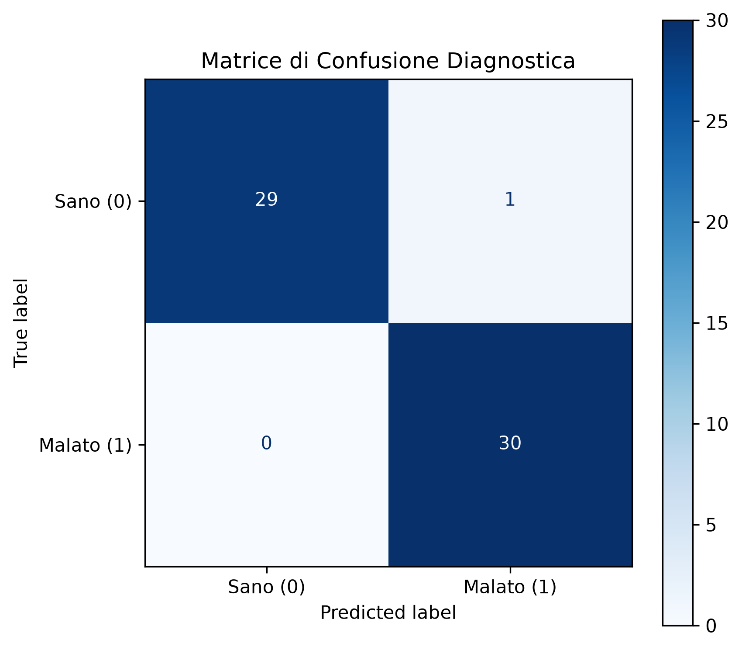 Matrice di Confusione Diagnostica
Sano (0)
29
1
True label
Malato (1)
0
30
Sano (0)
Malato (1)
Predicted label
30
25
20
15
10
5
0